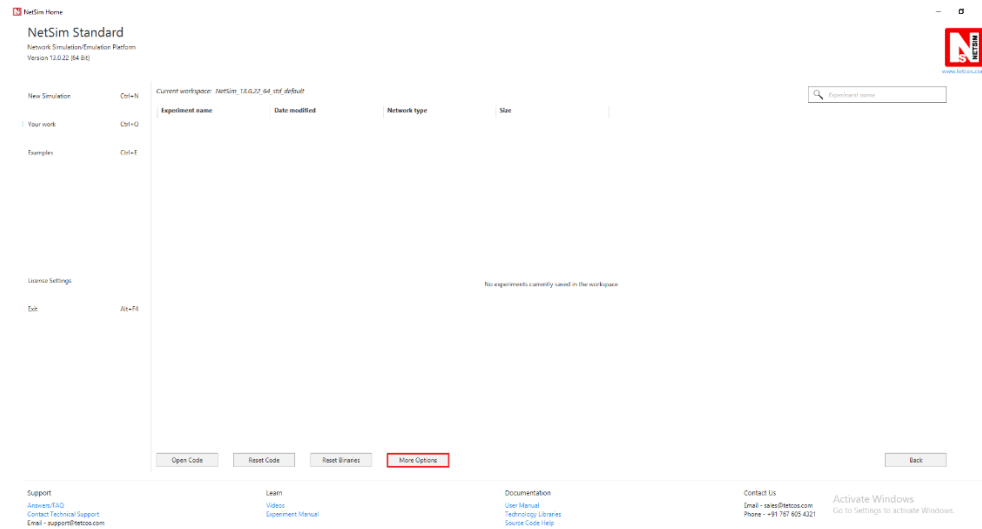 NetSim Home
NetSim Standard
Network Simulation/Emulation Platform
Version 13.0.22 (64 Bit)
NETSIM
www.tetcos.com
New Simulation Ctrl+N
Your work Ctrl+O
Examples Ctrl+E
License Settings
Exit Alt+F4
Current workspace: NetSim_13.0.22_64_std_default
Experiment name
Experiment name Date modified Network type Size
No experiments currently saved in the workspace
Open Code Reset Code Reset Binaries More Options Back
Support Learn Documentation Contact Us
Answers/FAQ Videos User Manual Email - sales@tetcos.com
Contact Technical Support Experiment Manual Technology Libraries Phone - +91 767 605 4321
Email - support@tetcos.com Source Code Help
Activate Windows
Go to Settings to activate Windows.